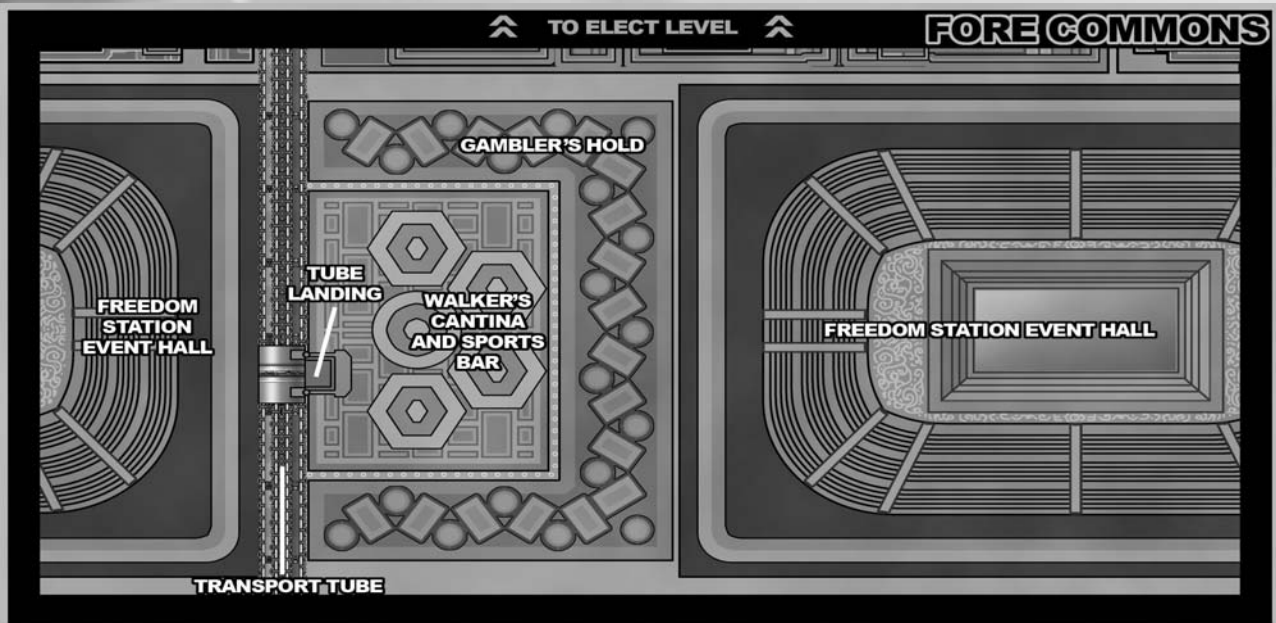 TO ELECT LEVEL
FORE COMMONS
GAMBLER'S HOLD
TUBE
LANDING
WALKER'S
CANTINA
AND SPORTS
BAR
FREEDOM
STATION
EVENT HALL
FREEDOM STATION EVENT HALL
TRANSPORT TUBE